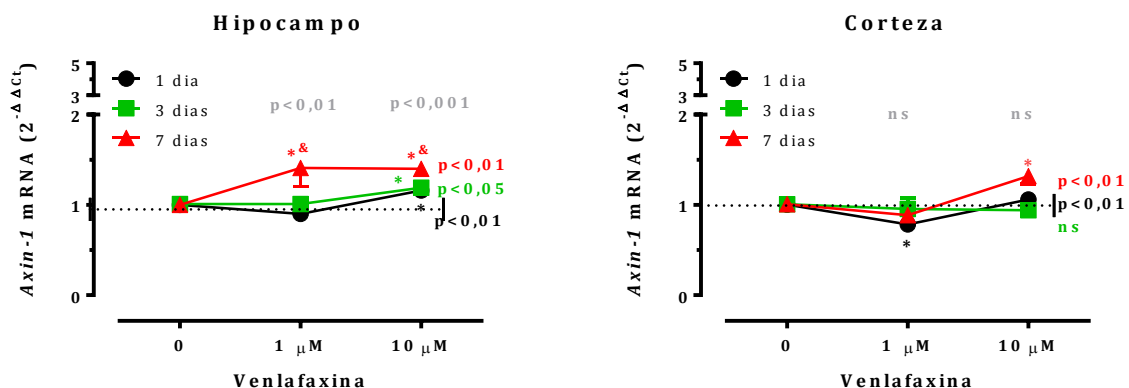 Hipocampo
Axin-1 mRNA (2^-ΔΔCt)
5
3
2
1
0
1 dia
3 dias
7 dias
p<0,01
p<0,001
*&
*&
*
*
p<0,01
p<0,05
p<0,01
0
1 μM
10 μM
Venlafaxina
Corteza
Axin-1 mRNA (2^-ΔΔCt)
5
3
2
1
0
1 dia
3 dias
7 dias
ns
ns
*
*
p<0,01
p<0,01
ns
0
1 μM
10 μM
Venlafaxina